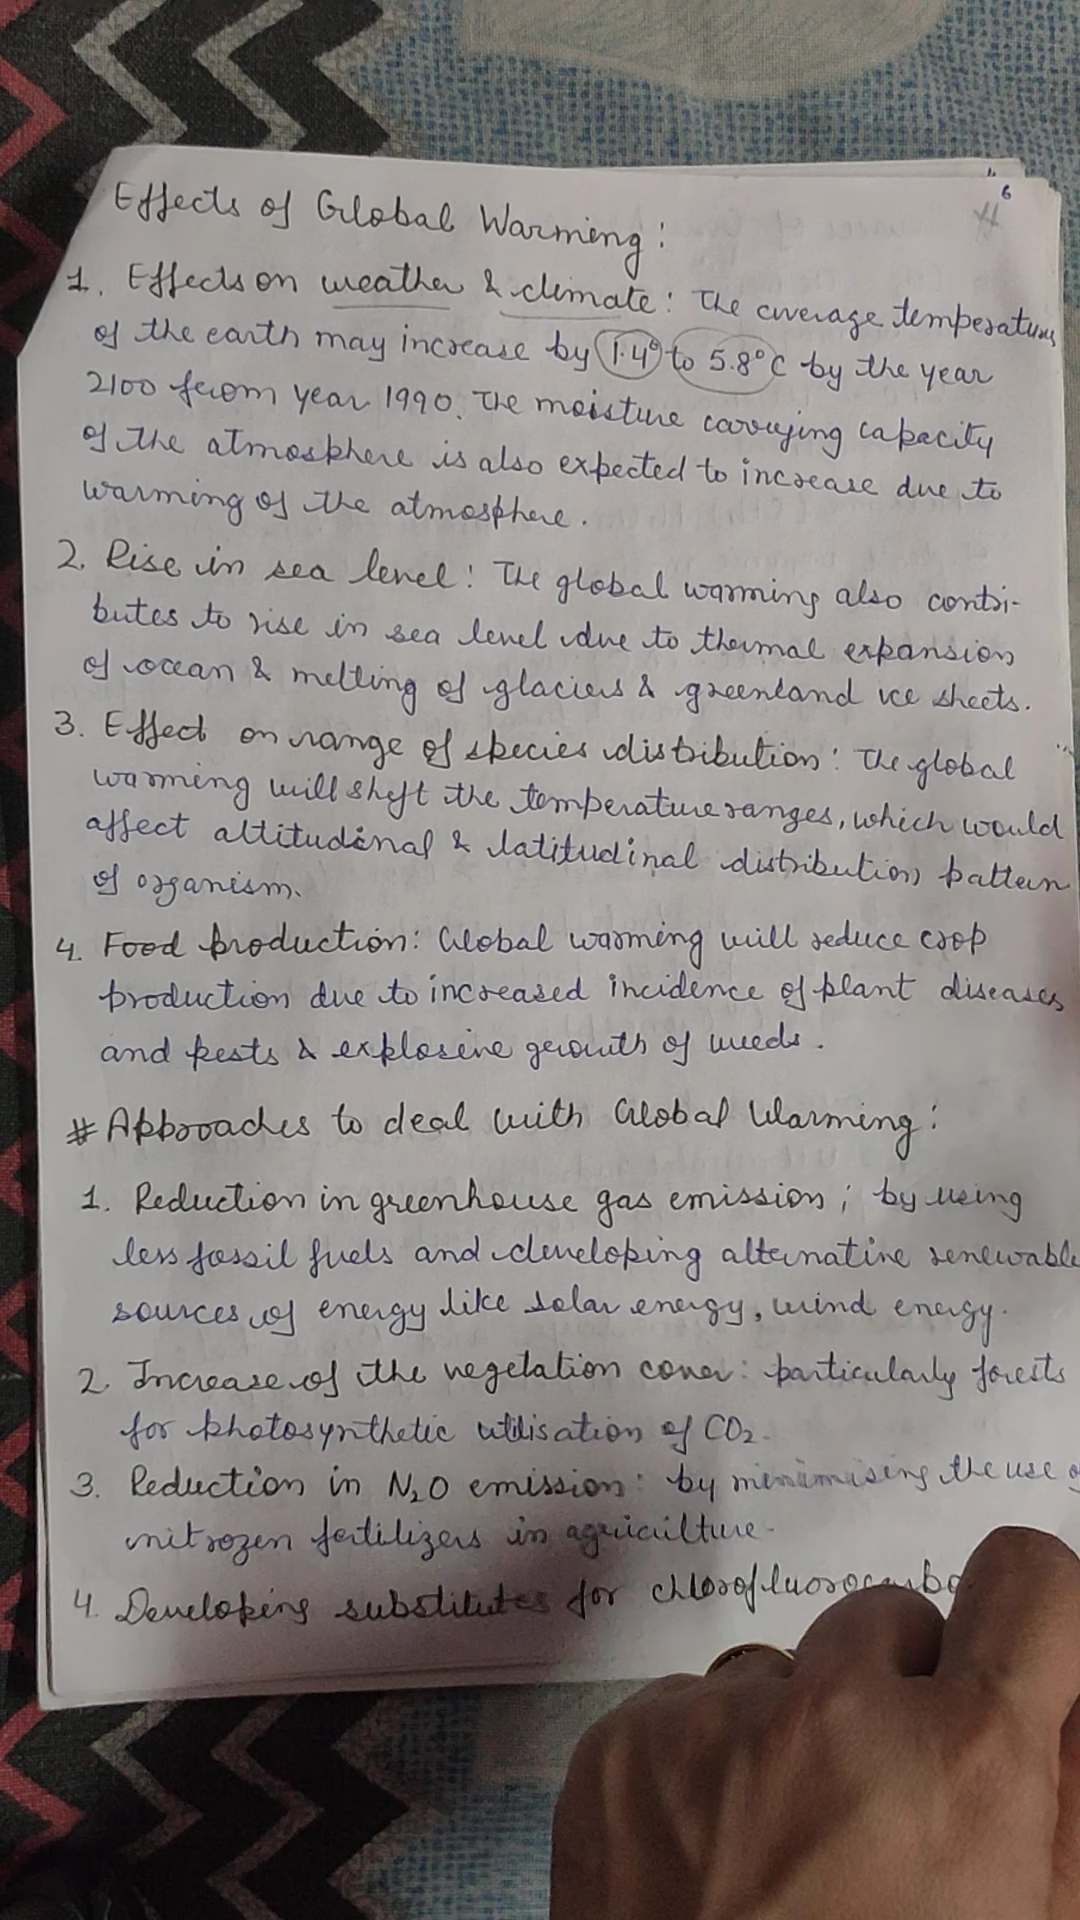 6
#
Effects of Global Warming:
1. Effects on weather & climate: The average temperature
of the earth may increase by 1.4° to 5.8°C by the year
2100 from year 1990. The moisture carrying capacity
of the atmosphere is also expected to increase due to
warming of the atmosphere.
2. Rise in sea level: The global warming also contri-
butes to rise in sea level due to thermal expansion
of ocean & melting of glaciers & greenland ice sheets.
3. Effect on range of species distribution: The global
warming will shift the temperature ranges, which would
affect altitudinal & latitudinal distribution pattern
of organism.
4. Food production: Global warming will reduce crop
production due to increased incidence of plant diseases
and pests & explosive growth of weeds.
# Approaches to deal with Global Warming:
1. Reduction in greenhouse gas emission; by using
less fossil fuels and developing alternative renewable
sources of energy like solar energy, wind energy.
2. Increase of the vegetation cover: particularly forests
for photosynthetic utilisation of CO₂.
3. Reduction in N₂O emission: by minimising the use
nitrozen fertilizers in agriculture.
4. Developing substitutes for